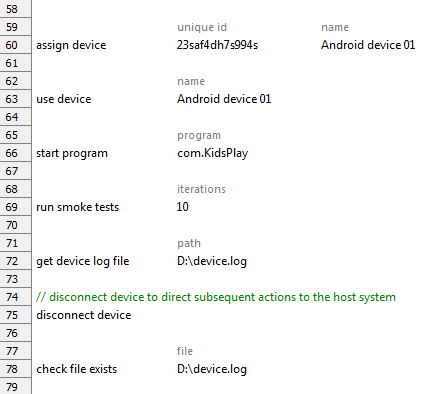 58
59 unique id name
60 assign device 23saf4dh7s994s Android device 01
61
62 name
63 use device Android device 01
64
65 program
66 start program com.KidsPlay
67
68 iterations
69 run smoke tests 10
70
71 path
72 get device log file D:\device.log
73
74 // disconnect device to direct subsequent actions to the host system
75 disconnect device
76
77 file
78 check file exists D:\device.log
79